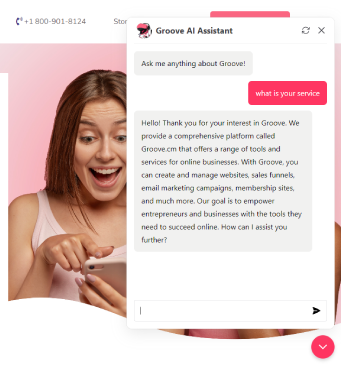 +1 800-901-8124
Stor
Groove AI Assistant
Ask me anything about Groove!
what is your service
Hello! Thank you for your interest in Groove. We
provide a comprehensive platform called
Groove.cm that offers a range of tools and
services for online businesses. With Groove, you
can create and manage websites, sales funnels,
email marketing campaigns, membership sites,
and much more. Our goal is to empower
entrepreneurs and businesses with the tools they
need to succeed online. How can I assist you
further?